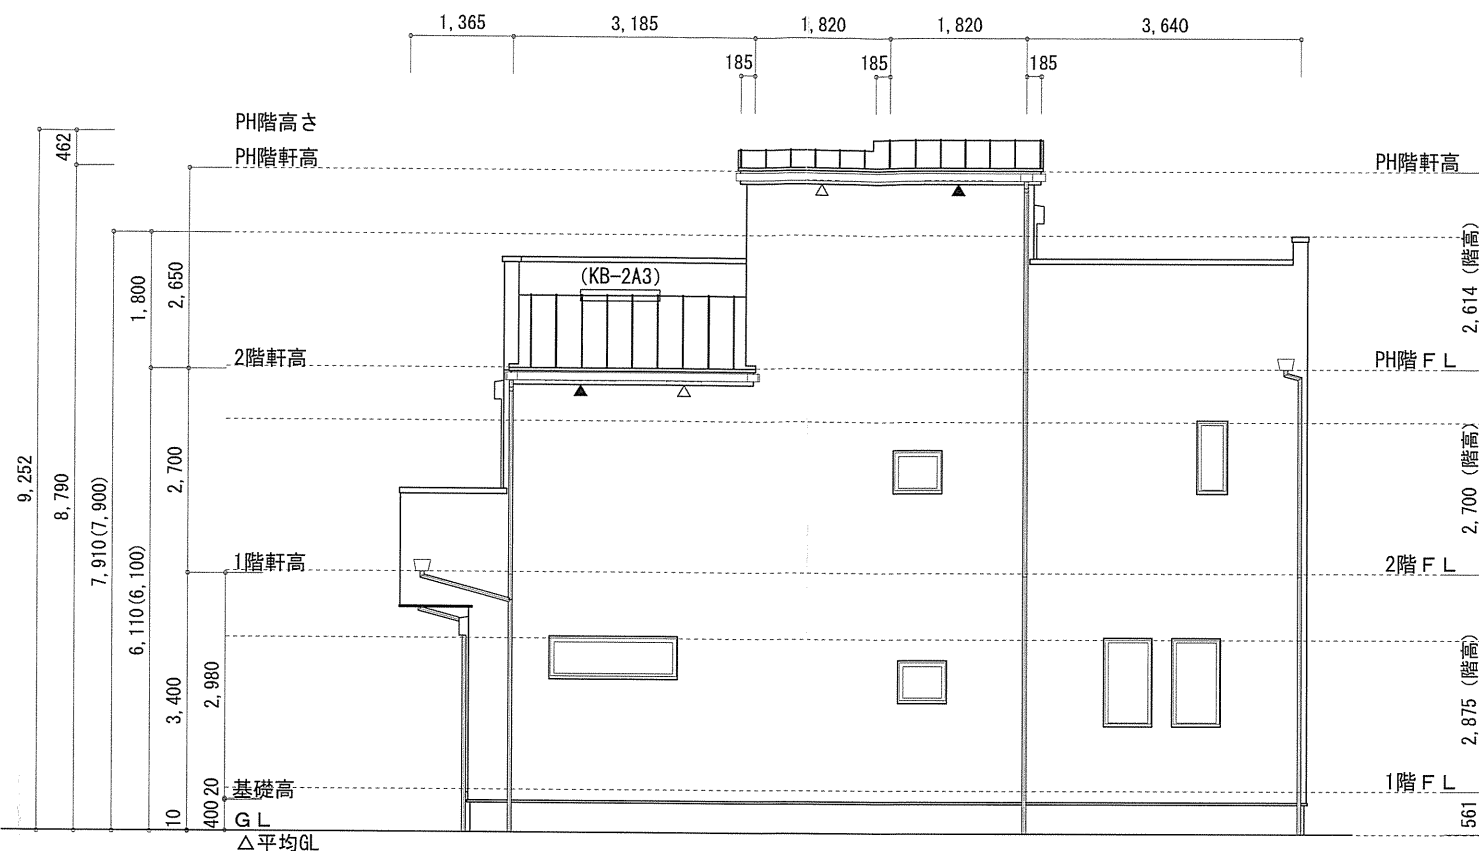 1,365 3,185 1,820 1,820 3,640
185 185 185
PH階高さ
462
PH階軒高 PH階軒高
(KB-2A3)
1,800
2,650
2,614 (階高)
2階軒高 PH階FL
9,252
8,790
7,910(7,900)
6,110(6,100)
2,700
2,700 (階高)
1階軒高 2階FL
3,400
2,980
2,875 (階高)
基礎高 1階FL
10
400
20
561
GL
△平均GL